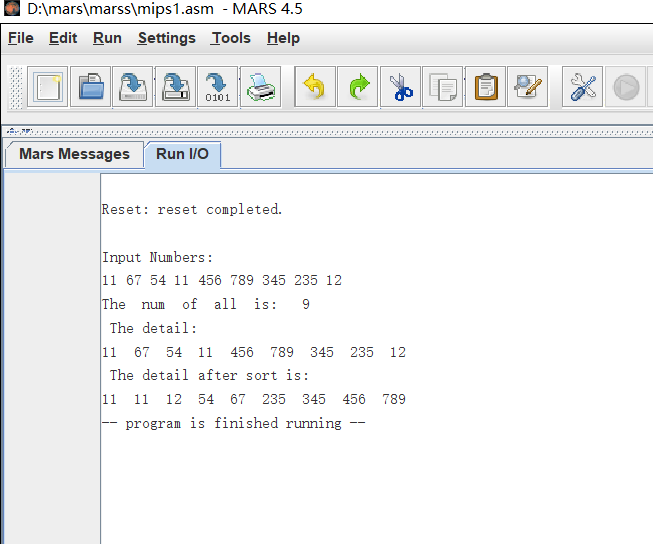 D:\mars\marss\mips1.asm - MARS 4.5
File Edit Run Settings Tools Help
0101
Mars Messages Run I/O
Reset: reset completed.
Input Numbers:
11 67 54 11 456 789 345 235 12
The num of all is: 9
The detail:
11 67 54 11 456 789 345 235 12
The detail after sort is:
11 11 12 54 67 235 345 456 789
-- program is finished running --